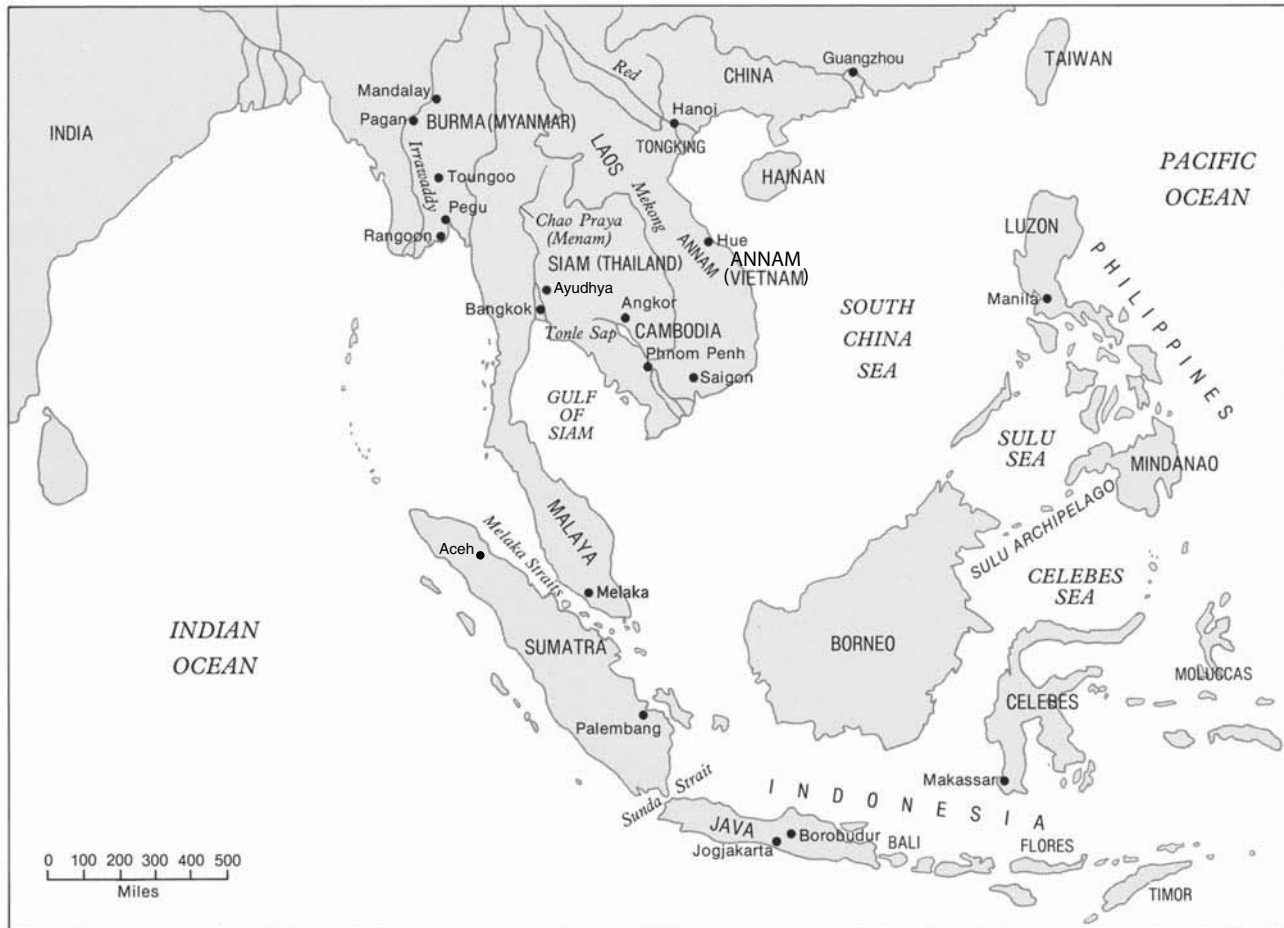 Guangzhou
TAIWAN
Red
CHINA
Mandalay
Hanoi
Pagan
BURMA (MYANMAR)
INDIA
TONGKING
LAOS
PACIFIC
OCEAN
HAINAN
Irrawaddy
Toungoo
Mekong
Pegu
Chao Praya
(Menam)
LUZON
Rangoon
ANNAM
Hue
ANNAM
(VIETNAM)
SIAM (THAILAND)
PHILIPPINES
Ayudhya
Manila
Bangkok
Angkor
SOUTH
CHINA
SEA
Tonle Sap
CAMBODIA
Phnom Penh
Saigon
GULF
OF
SIAM
SULU
SEA
MINDANAO
MALAYA
Melaka Straits
SULU ARCHIPELAGO
Aceh
CELEBES
SEA
Melaka
INDIAN
OCEAN
SUMATRA
BORNEO
MOLUCCAS
CELEBES
Palembang
Makassar
Sunda Strait
INDONESIA
JAVA
Borobudur
Jogjakarta
BALI
FLORES
TIMOR
0 100 200 300 400 500
Miles